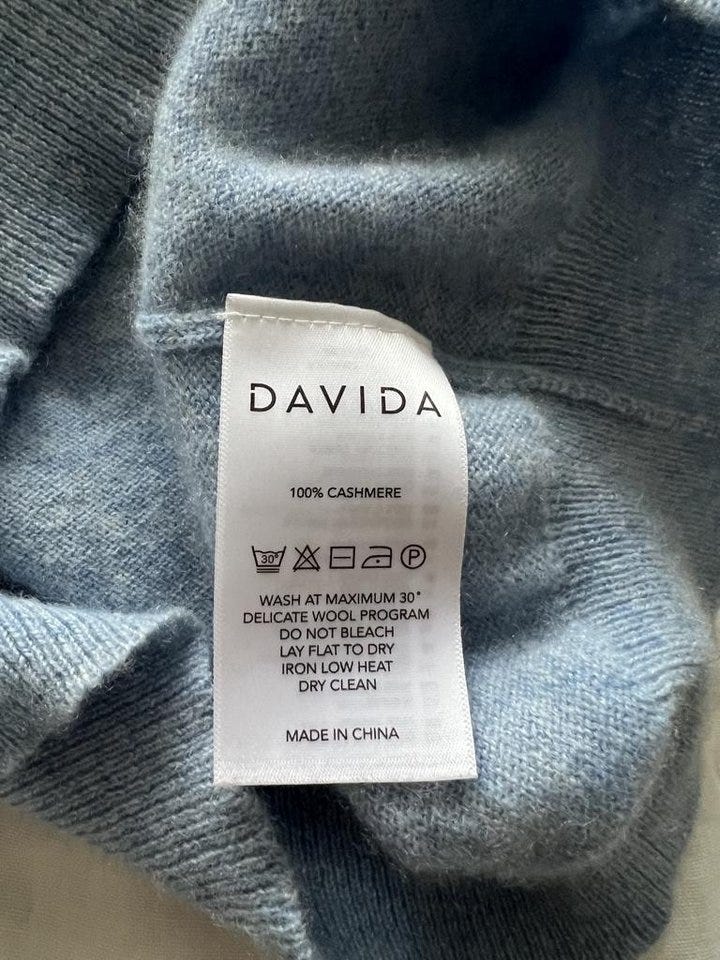 DAVIDA
100% CASHMERE
30°
P
WASH AT MAXIMUM 30°
DELICATE WOOL PROGRAM
DO NOT BLEACH
LAY FLAT TO DRY
IRON LOW HEAT
DRY CLEAN
MADE IN CHINA